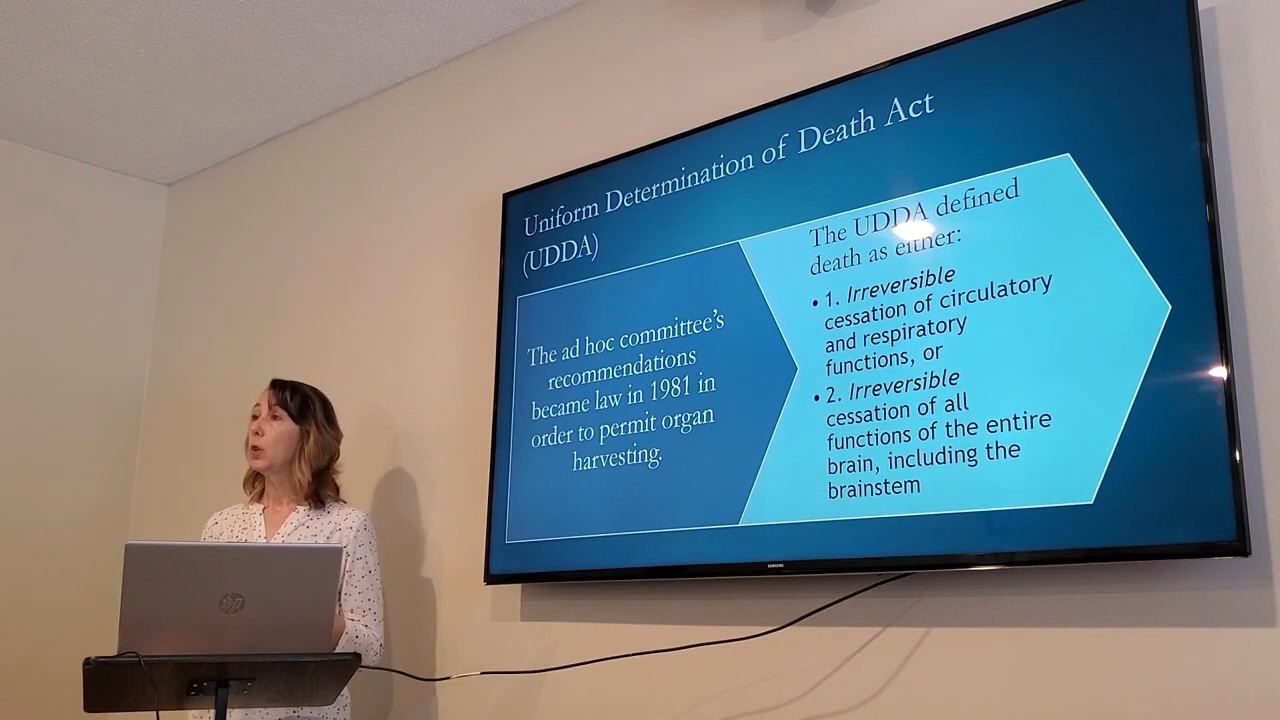 Uniform Determination of Death Act
(UDDA)
The ad hoc committee's
recommendations
became law in 1981 in
order to permit organ
harvesting.
The UDDA defined
death as either:
• 1. Irreversible
cessation of circulatory
and respiratory
functions, or
• 2. Irreversible
cessation of all
functions of the entire
brain, including the
brainstem
SAMSUNG
hp